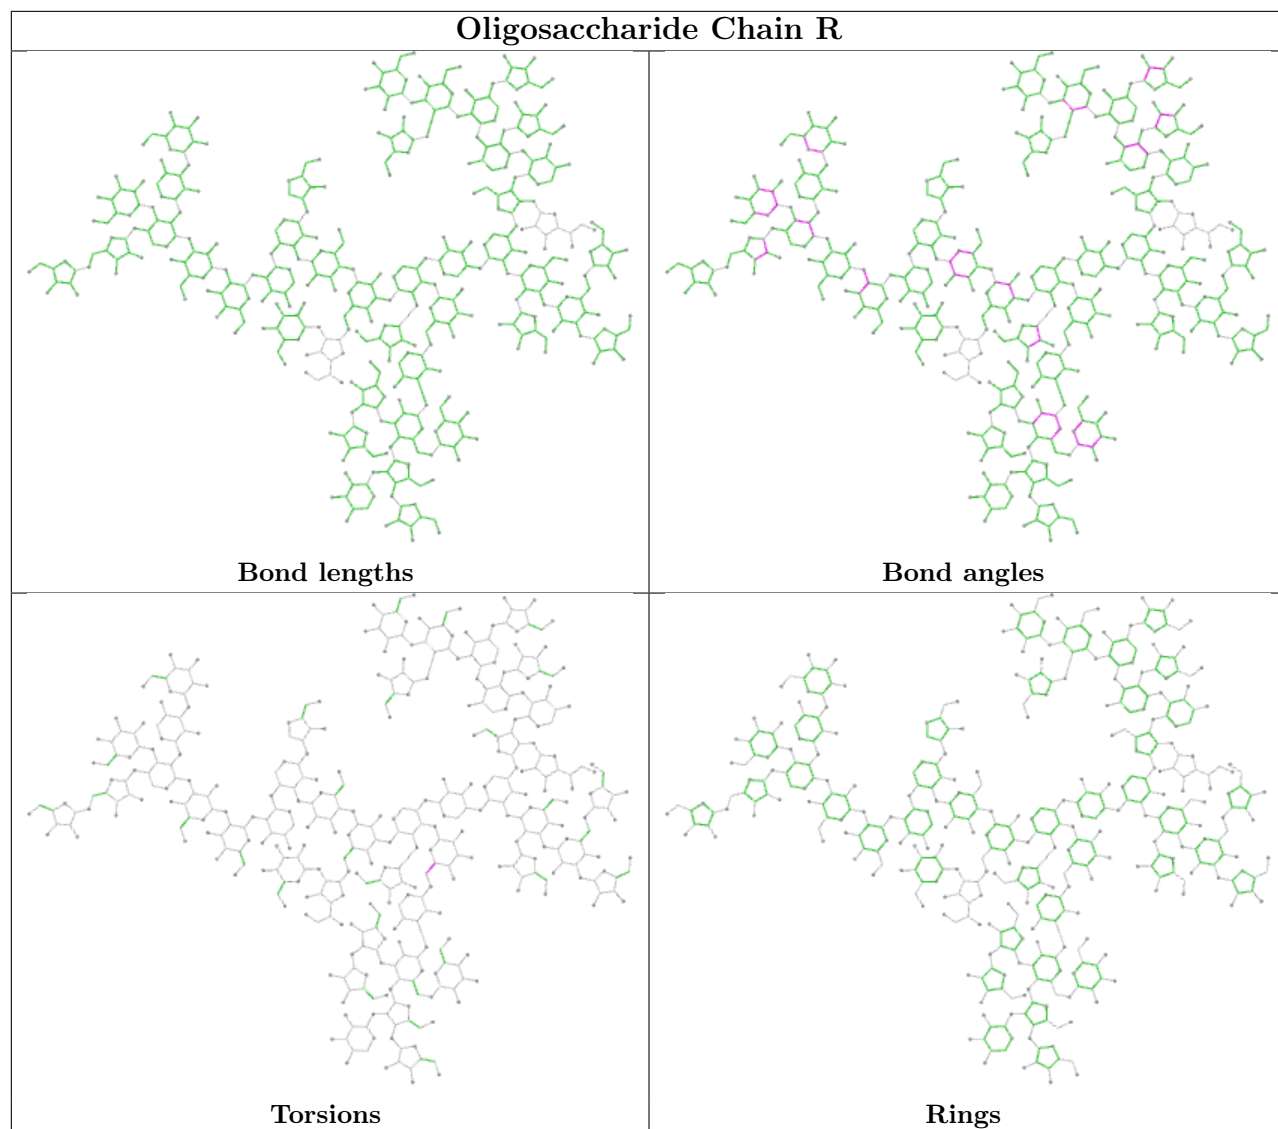 Oligosaccharide Chain R
Bond lengths
Bond angles
Torsions
Rings